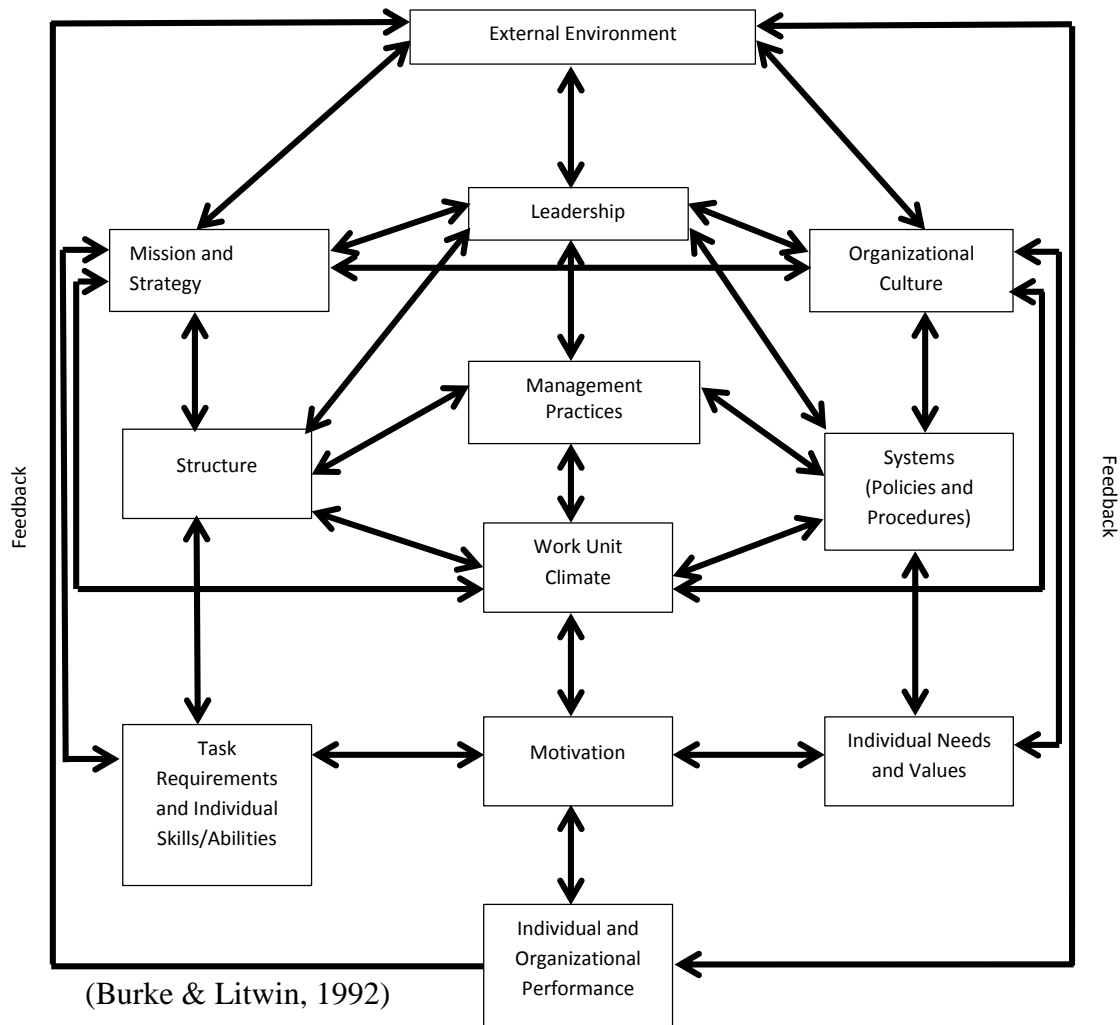 External Environment
Leadership
Mission and
Strategy
Organizational
Culture
Management
Practices
Structure
Systems
(Policies and
Procedures)
Feedback
Feedback
Work Unit
Climate
Task
Requirements
and Individual
Skills/Abilities
Motivation
Individual Needs
and Values
Individual and
Organizational
Performance
(Burke & Litwin, 1992)